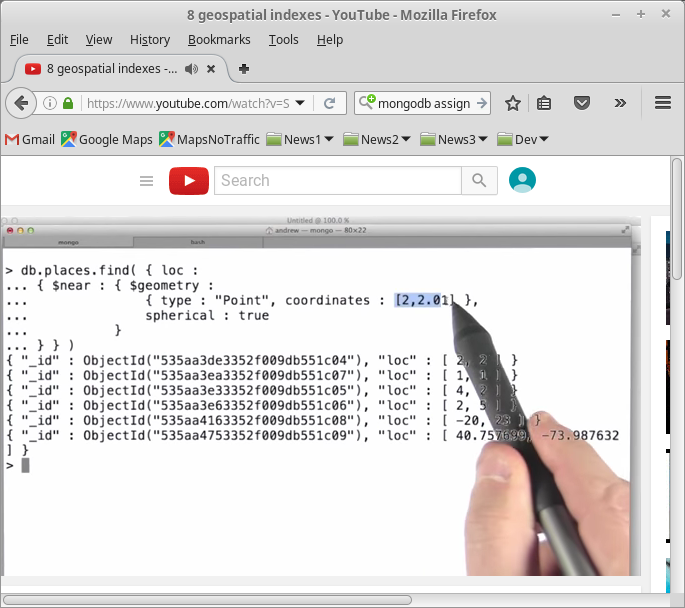 8 geospatial indexes - YouTube - Mozilla Firefox
File Edit View History Bookmarks Tools Help
8 geospatial indexes -...
https://www.youtube.com/watch?v=S
mongodb assign
Gmail Google Maps MapsNoTraffic News1 News2 News3 Dev
Search
Untitled @ 100.0 %
andrew — mongo — 80×22
mongo bash
> db.places.find( { loc :
... { $near : { $geometry :
... { type : "Point", coordinates : [2,2.01] },
... spherical : true
... }
... } } )
{ "_id" : ObjectId("535aa3de3352f009db551c04"), "loc" : [ 2, 2 ] }
{ "_id" : ObjectId("535aa3ea3352f009db551c07"), "loc" : [ 1, 1 ] }
{ "_id" : ObjectId("535aa3e33352f009db551c05"), "loc" : [ 4, 2 ] }
{ "_id" : ObjectId("535aa3e63352f009db551c06"), "loc" : [ 2, 5 ] }
{ "_id" : ObjectId("535aa4163352f009db551c08"), "loc" : [ -20, 23 ] }
{ "_id" : ObjectId("535aa4753352f009db551c09"), "loc" : [ 40.757699, -73.987632
] }
>